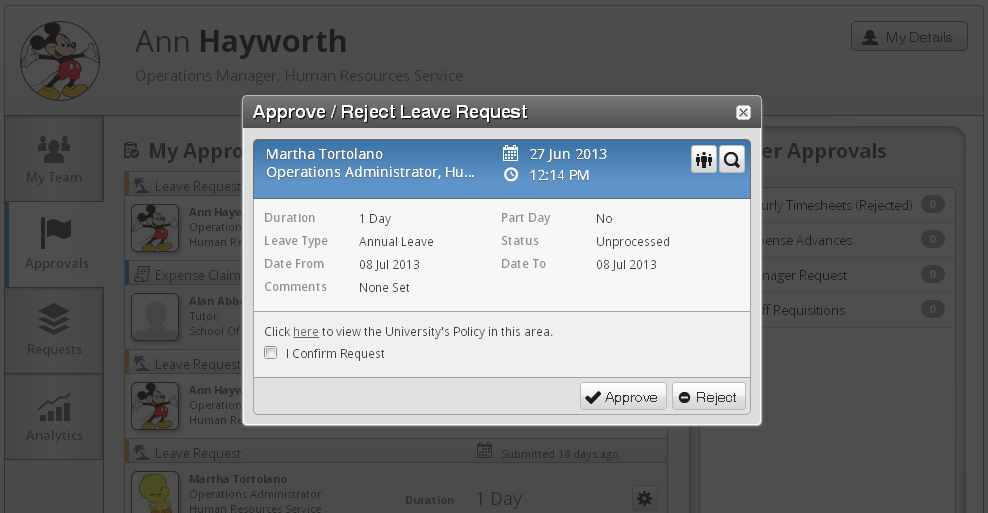 Ann Hayworth
Operations Manager, Human Resources Service
My Details
My Team
Approvals
Requests
Analytics
My Appro
Leave Request
Ann Hayw
Operation
Human Res
Expense Claim
Alan Abb
Tutor
School Of
Leave Request
Ann Hayw
Operation
Human Re
Leave Request
Submitted 18 days ago
Martha Tortolano
Operations Administrator
Human Resources Service
Duration 1 Day
Approve / Reject Leave Request
Martha Tortolano
Operations Administrator, Hu...
27 Jun 2013
12:14 PM
Duration 1 Day
Part Day No
Leave Type Annual Leave
Status Unprocessed
Date From 08 Jul 2013
Date To 08 Jul 2013
Comments None Set
Click here to view the University's Policy in this area.
I Confirm Request
Approve
Reject
er Approvals
urly Timesheets (Rejected) 0
pense Advances 0
nager Request 0
ff Requisitions 0